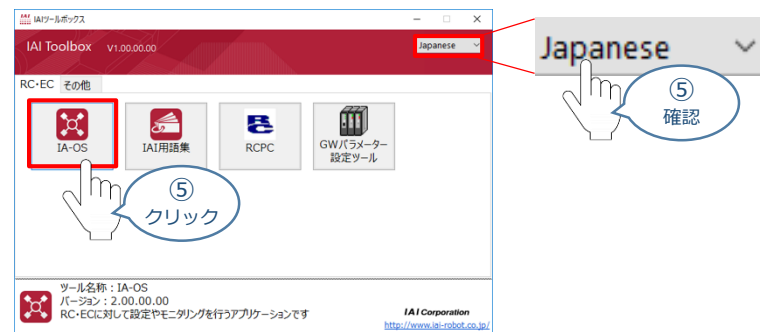 IAIツールボックス
IAI Toolbox V1.00.00.00
Japanese
RC・EC その他
IA-OS
IAI用語集
RCPC
GWパラメーター
設定ツール
⑤
クリック
ツール名称：IA-OS
バージョン：2.00.00.00
RC・ECに対して設定やモニタリングを行うアプリケーションです
IAI Corporation
http://www.iai-robot.co.jp/
Japanese
⑤
確認